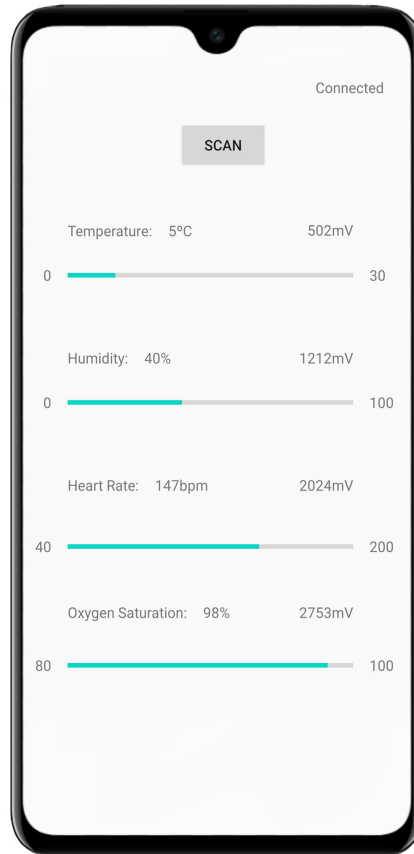 Connected
SCAN
Temperature: 5ºC 502mV
0 30
Humidity: 40% 1212mV
0 100
Heart Rate: 147bpm 2024mV
40 200
Oxygen Saturation: 98% 2753mV
80 100